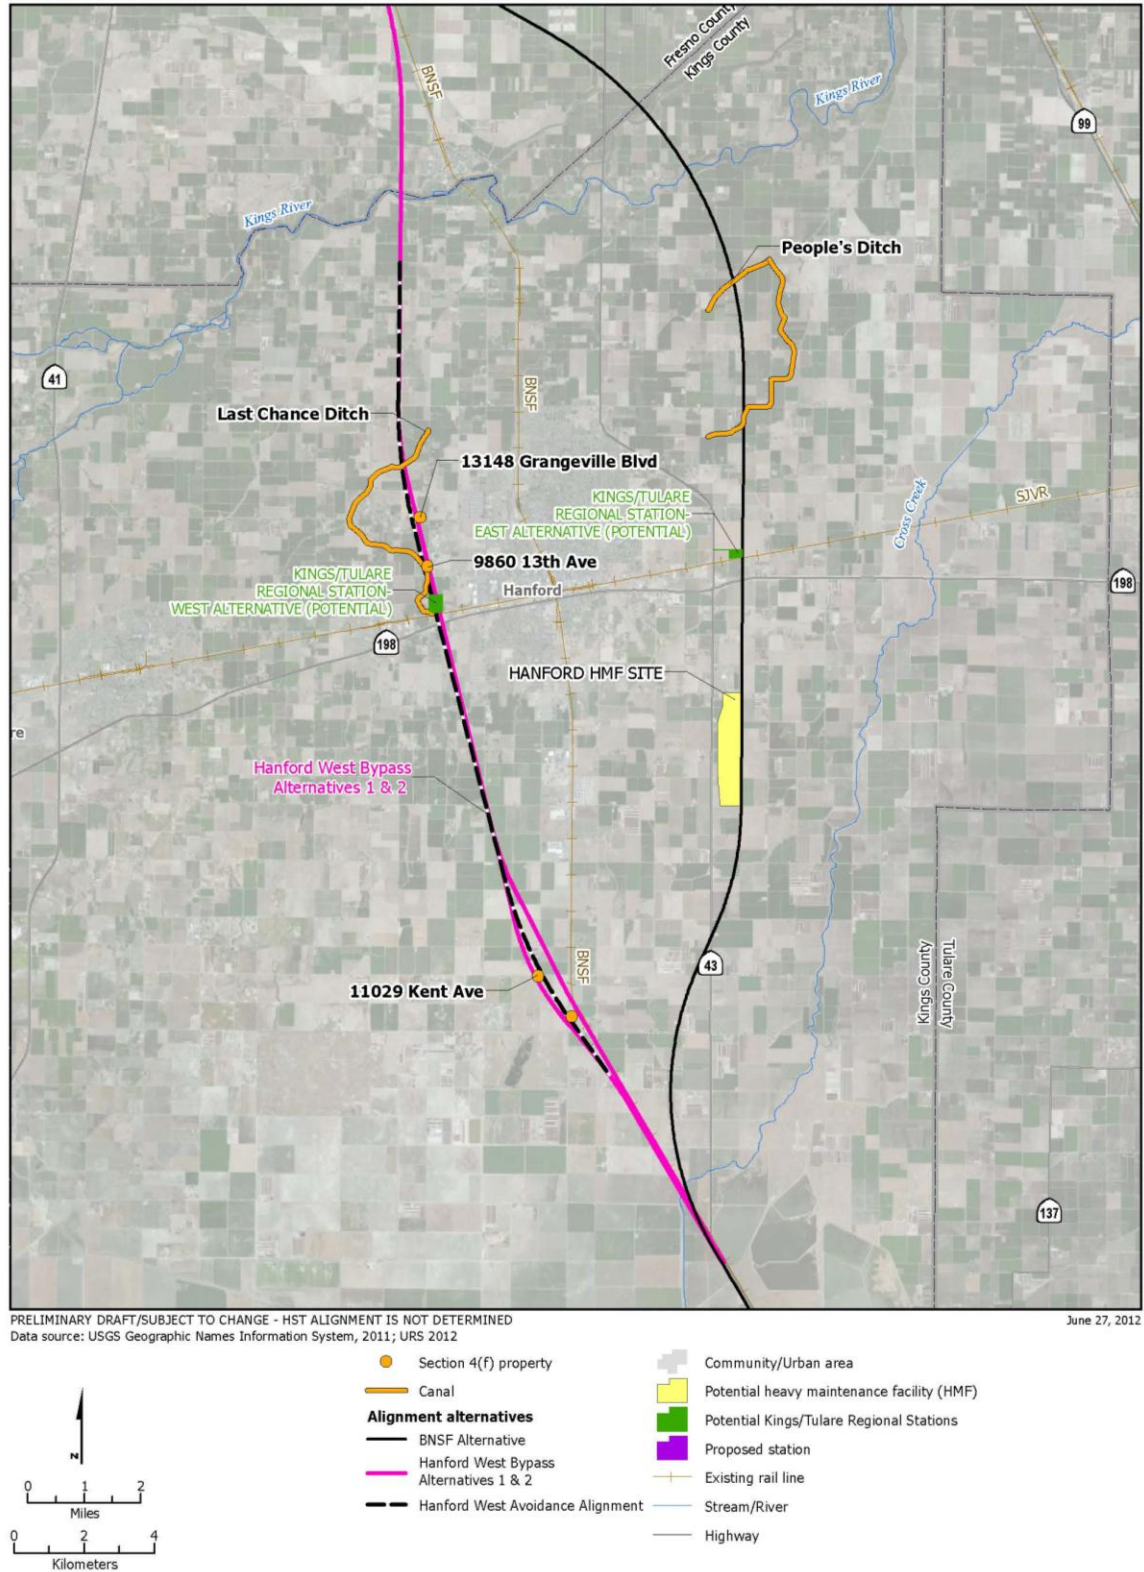 Fresno County
Kings County
BNSF
Kings River
99
Kings River
People's Ditch
41
BNSF
Last Chance Ditch
13148 Grangeville Blvd
KINGS/TULARE
REGIONAL STATION-
EAST ALTERNATIVE (POTENTIAL)
SJVR
Cross Creek
9860 13th Ave
KINGS/TULARE
REGIONAL STATION-
WEST ALTERNATIVE (POTENTIAL)
Hanford
198
198
HANFORD HMF SITE
re
Hanford West Bypass
Alternatives 1 & 2
BNSF
43
Kings County
Tulare County
11029 Kent Ave
137
PRELIMINARY DRAFT/SUBJECT TO CHANGE - HST ALIGNMENT IS NOT DETERMINED
June 27, 2012
Data source: USGS Geographic Names Information System, 2011; URS 2012
N
0 1 2
Miles
0 2 4
Kilometers
Section 4(f) property
Canal
Alignment alternatives
BNSF Alternative
Hanford West Bypass
Alternatives 1 & 2
Hanford West Avoidance Alignment
Community/Urban area
Potential heavy maintenance facility (HMF)
Potential Kings/Tulare Regional Stations
Proposed station
Existing rail line
Stream/River
Highway